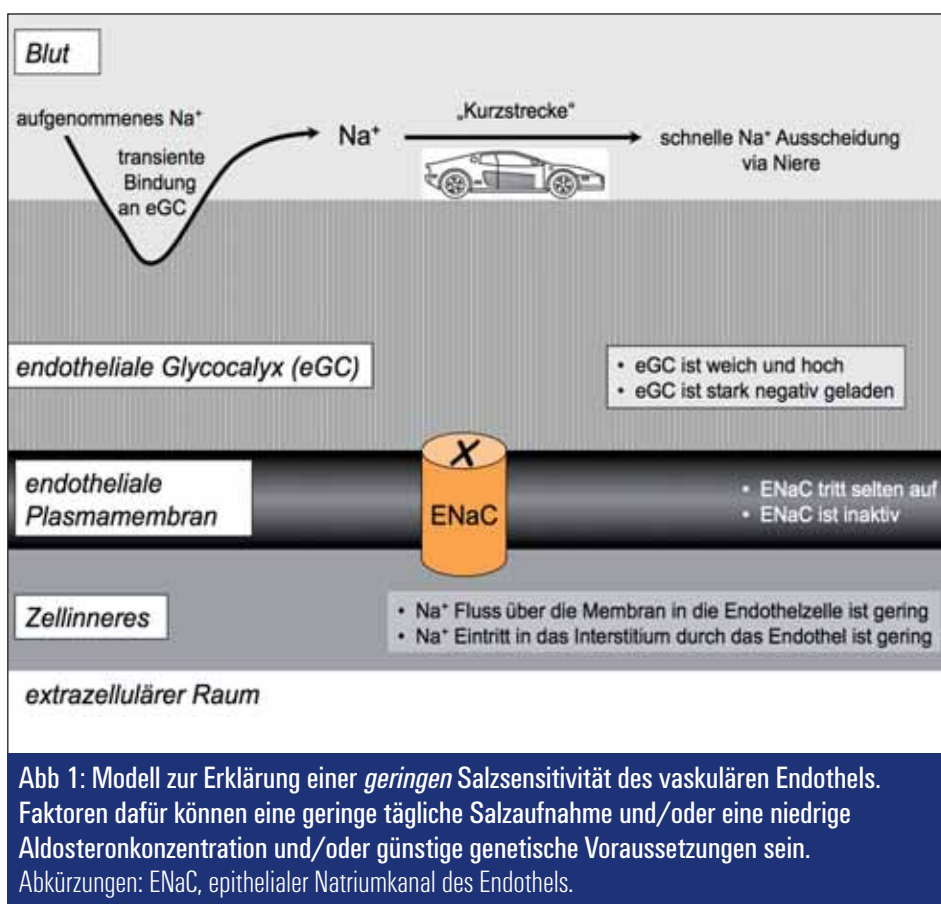 Blut
aufgenommenes Na⁺
transiente
Bindung
an eGC
Na⁺
„Kurzstrecke“
schnelle Na⁺ Ausscheidung
via Niere
endotheliale Glycocalyx (eGC)
• eGC ist weich und hoch
• eGC ist stark negativ geladen
endotheliale
Plasmamembran
X
ENaC
• ENaC tritt selten auf
• ENaC ist inaktiv
Zellinneres
• Na⁺ Fluss über die Membran in die Endothelzelle ist gering
• Na⁺ Eintritt in das Interstitium durch das Endothel ist gering
extrazellulärer Raum
Abb 1: Modell zur Erklärung einer geringen Salzsensitivität des vaskulären Endothels.
Faktoren dafür können eine geringe tägliche Salzaufnahme und/oder eine niedrige
Aldosteronkonzentration und/oder günstige genetische Voraussetzungen sein.
Abkürzungen: ENaC, epithelialer Natriumkanal des Endothels.